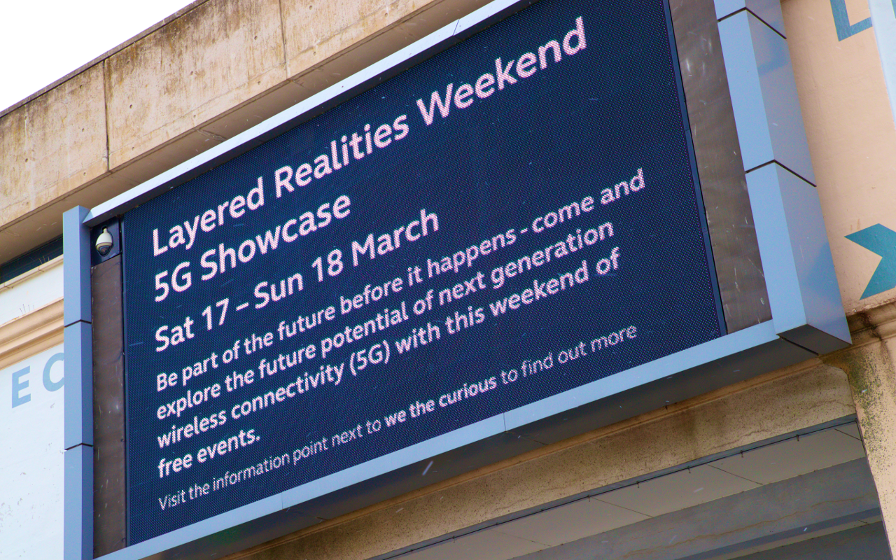 Layered Realities Weekend
5G Showcase
Sat 17 – Sun 18 March
Be part of the future before it happens - come and
explore the future potential of next generation
wireless connectivity (5G) with this weekend of
free events.
Visit the information point next to we the curious to find out more